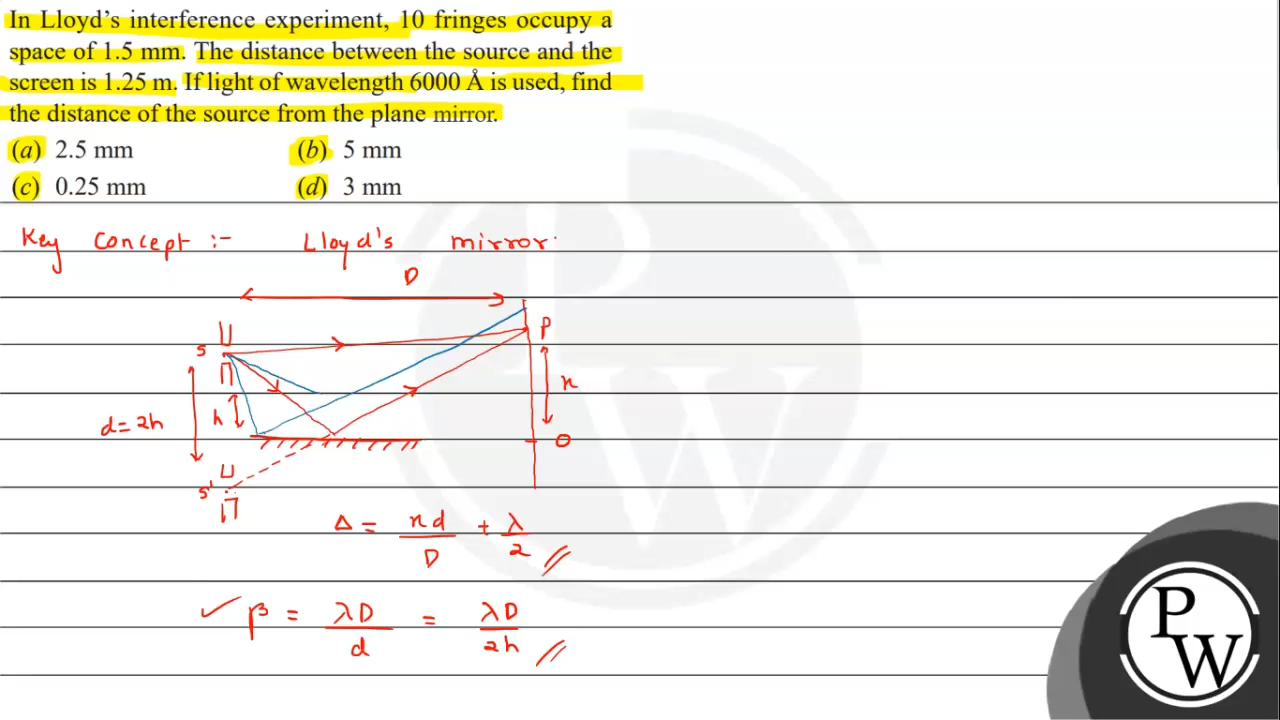 In Lloyd's interference experiment, 10 fringes occupy a
space of 1.5 mm. The distance between the source and the
screen is 1.25 m. If light of wavelength 6000 Å is used, find
the distance of the source from the plane mirror.
(a) 2.5 mm (b) 5 mm
(c) 0.25 mm (d) 3 mm
Key concept :- Lloyd's mirror.
D
P
S
x
h
d=2h
O
S'
Δ = xd/D + λ/2
β = λD/d = λD/2h
P
W